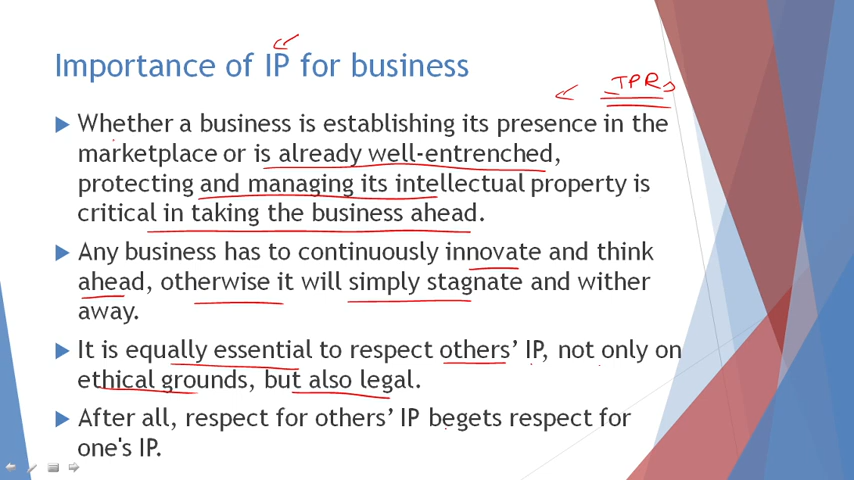 Importance of IP for business
IPRs
Whether a business is establishing its presence in the
marketplace or is already well-entrenched,
protecting and managing its intellectual property is
critical in taking the business ahead.
Any business has to continuously innovate and think
ahead, otherwise it will simply stagnate and wither
away.
It is equally essential to respect others’ IP, not only on
ethical grounds, but also legal.
After all, respect for others’ IP begets respect for
one's IP.